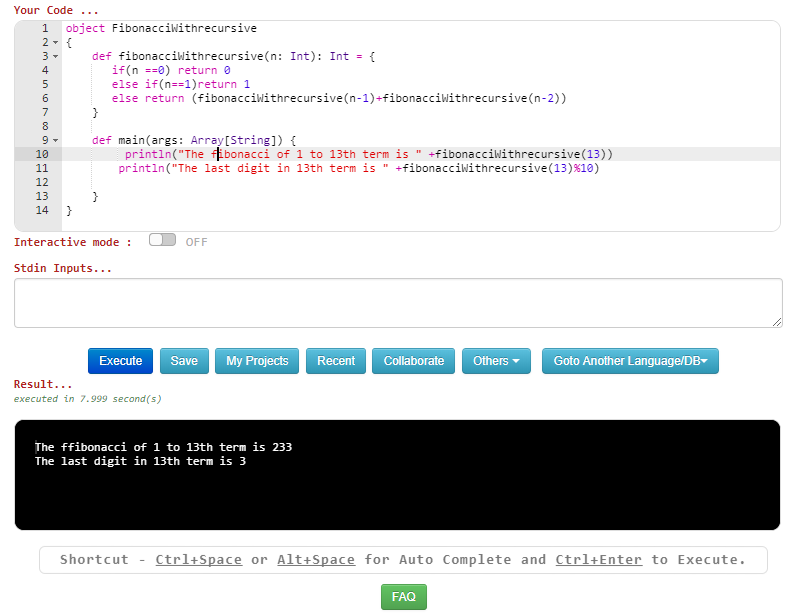 Your Code ...
1 object FibonacciWithrecursive
2 {
3 def fibonacciWithrecursive(n: Int): Int = {
4 if(n ==0) return 0
5 else if(n==1)return 1
6 else return (fibonacciWithrecursive(n-1)+fibonacciWithrecursive(n-2))
7 }
8
9 def main(args: Array[String]) {
10 println("The fibonacci of 1 to 13th term is " +fibonacciWithrecursive(13))
11 println("The last digit in 13th term is " +fibonacciWithrecursive(13)%10)
12
13 }
14 }
Interactive mode : OFF
Stdin Inputs...
Execute Save My Projects Recent Collaborate Others Goto Another Language/DB
Result...
executed in 7.999 second(s)
The ffibonacci of 1 to 13th term is 233
The last digit in 13th term is 3
Shortcut - Ctrl+Space or Alt+Space for Auto Complete and Ctrl+Enter to Execute.
FAQ